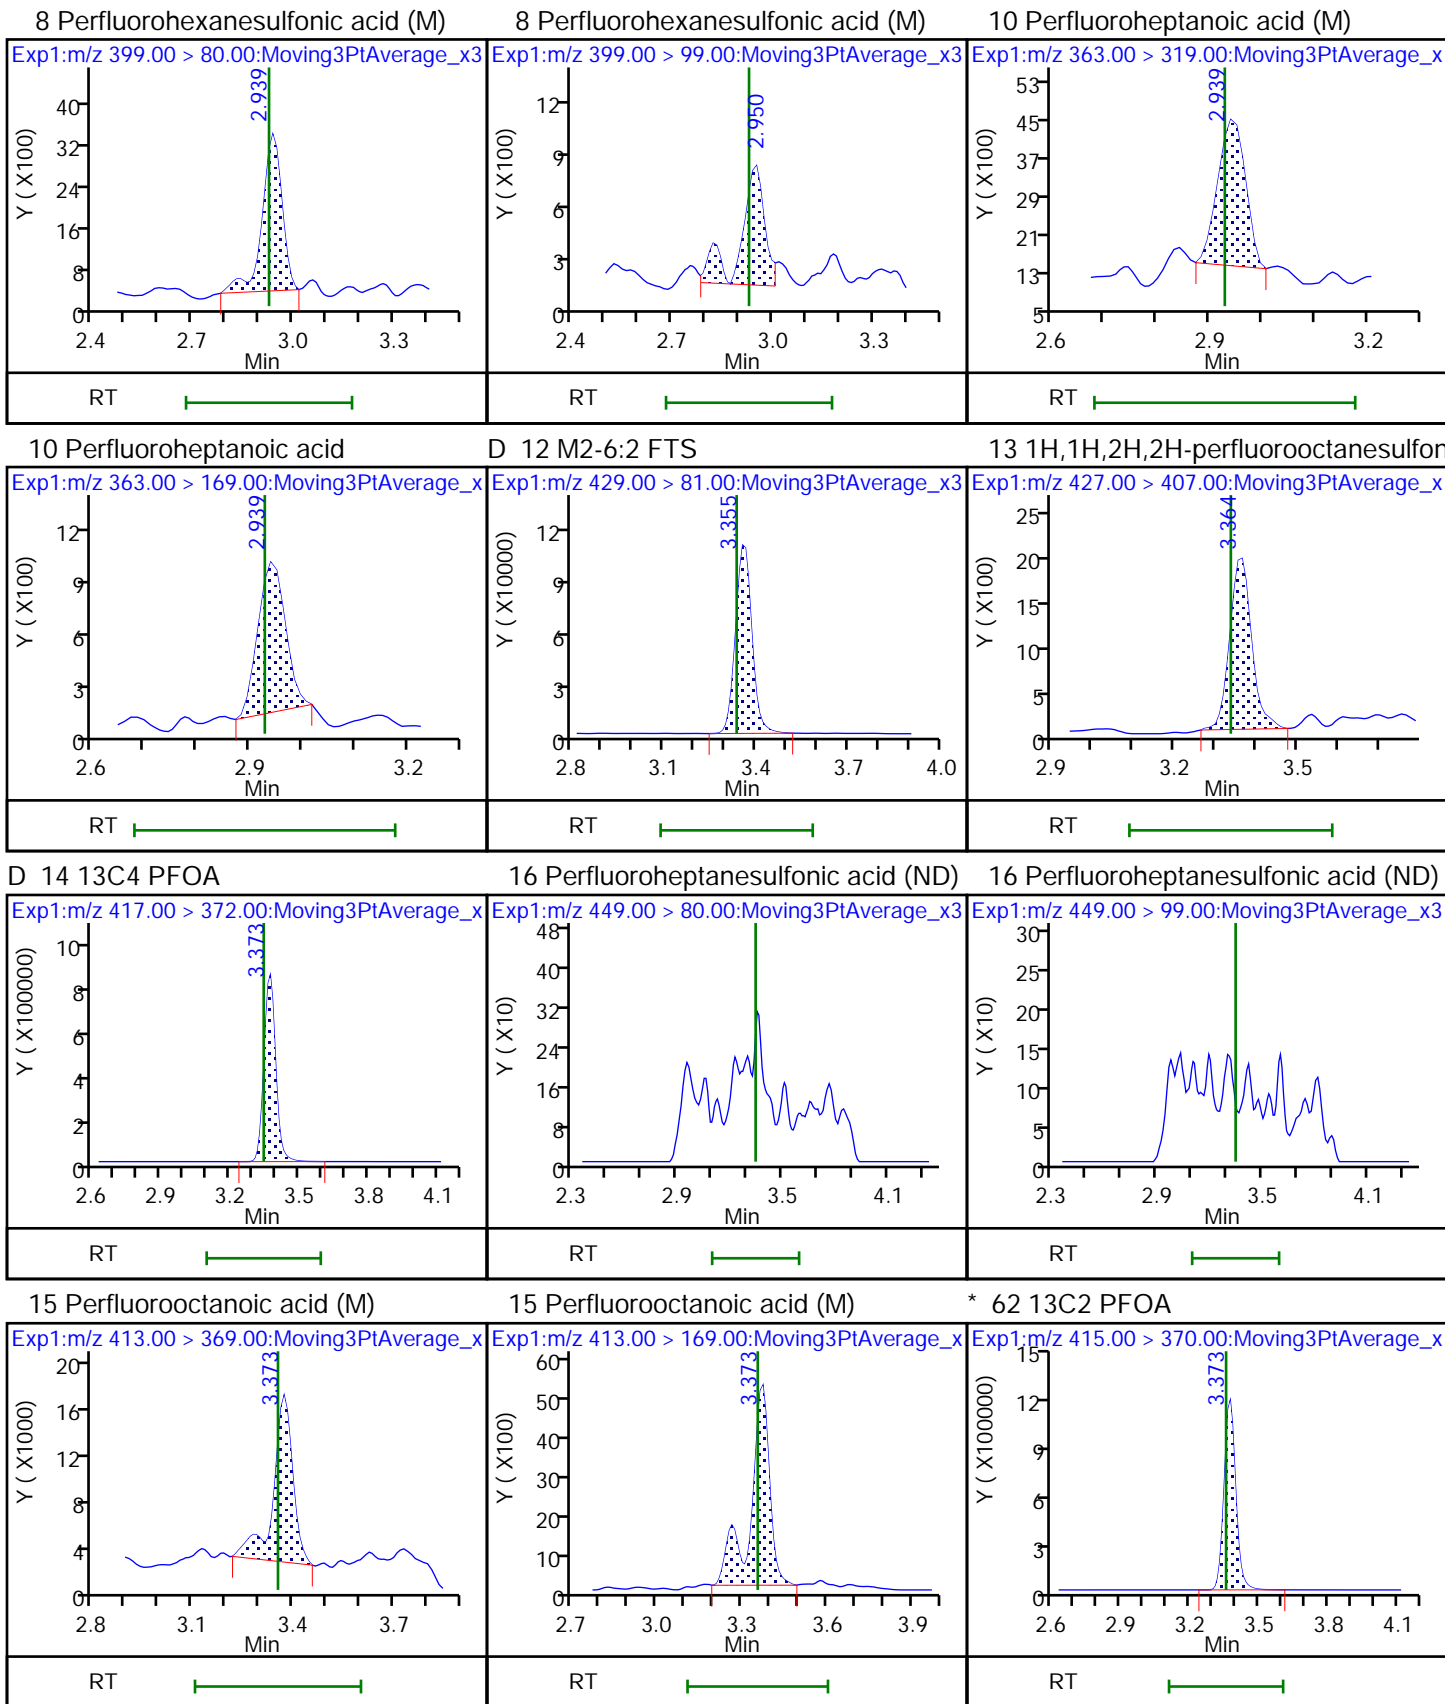 8 Perfluorohexanesulfonic acid (M)
Exp1:m/z 399.00 > 80.00:Moving3PtAverage_x3
2.939
Y ( X100)
40
32
24
16
8
0
2.4 2.7 3.0 3.3
Min
RT
8 Perfluorohexanesulfonic acid (M)
Exp1:m/z 399.00 > 99.00:Moving3PtAverage_x3
2.950
Y ( X100)
12
9
6
3
0
2.4 2.7 3.0 3.3
Min
RT
10 Perfluoroheptanoic acid (M)
Exp1:m/z 363.00 > 319.00:Moving3PtAverage_x
2.939
Y ( X100)
53
45
37
29
21
13
5
2.6 2.9 3.2
Min
RT
10 Perfluoroheptanoic acid
Exp1:m/z 363.00 > 169.00:Moving3PtAverage_x
2.939
Y ( X100)
12
9
6
3
0
2.6 2.9 3.2
Min
RT
D 12 M2-6:2 FTS
Exp1:m/z 429.00 > 81.00:Moving3PtAverage_x3
3.355
Y ( X10000)
12
9
6
3
0
2.8 3.1 3.4 3.7 4.0
Min
RT
13 1H,1H,2H,2H-perfluorooctanesulfon
Exp1:m/z 427.00 > 407.00:Moving3PtAverage_x
3.364
Y ( X100)
25
20
15
10
5
0
2.9 3.2 3.5
Min
RT
D 14 13C4 PFOA
Exp1:m/z 417.00 > 372.00:Moving3PtAverage_x
3.373
Y ( X100000)
10
8
6
4
2
0
2.6 2.9 3.2 3.5 3.8 4.1
Min
RT
16 Perfluoroheptanesulfonic acid (ND)
Exp1:m/z 449.00 > 80.00:Moving3PtAverage_x3
Y ( X10)
48
40
32
24
16
8
0
2.3 2.9 3.5 4.1
Min
RT
16 Perfluoroheptanesulfonic acid (ND)
Exp1:m/z 449.00 > 99.00:Moving3PtAverage_x3
Y ( X10)
30
25
20
15
10
5
0
2.3 2.9 3.5 4.1
Min
RT
15 Perfluorooctanoic acid (M)
Exp1:m/z 413.00 > 369.00:Moving3PtAverage_x
3.373
Y ( X1000)
20
16
12
8
4
0
2.8 3.1 3.4 3.7
Min
RT
15 Perfluorooctanoic acid (M)
Exp1:m/z 413.00 > 169.00:Moving3PtAverage_x
3.373
Y ( X100)
60
50
40
30
20
10
0
2.7 3.0 3.3 3.6 3.9
Min
RT
* 62 13C2 PFOA
Exp1:m/z 415.00 > 370.00:Moving3PtAverage_x
3.373
Y ( X100000)
15
12
9
6
3
0
2.6 2.9 3.2 3.5 3.8 4.1
Min
RT